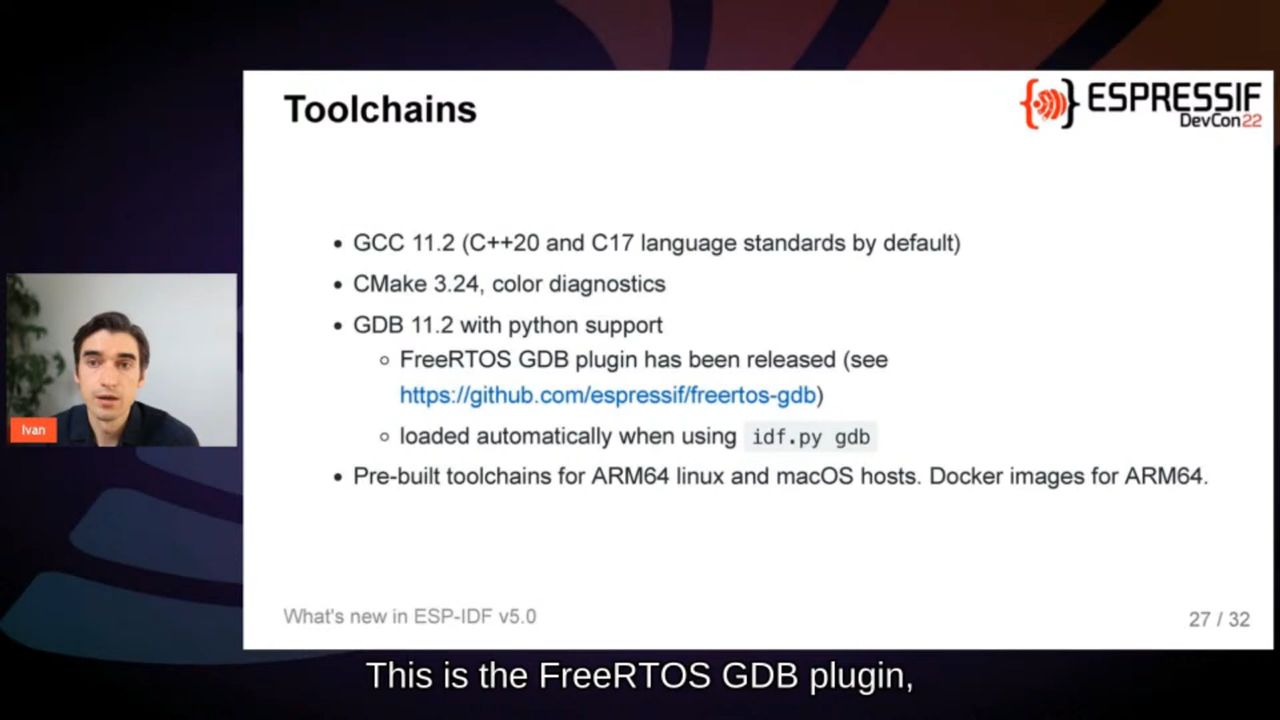 Toolchains
ESPRESSIF
DevCon22
• GCC 11.2 (C++20 and C17 language standards by default)
• CMake 3.24, color diagnostics
• GDB 11.2 with python support
○ FreeRTOS GDB plugin has been released (see
https://github.com/espressif/freertos-gdb)
○ loaded automatically when using idf.py gdb
• Pre-built toolchains for ARM64 linux and macOS hosts. Docker images for ARM64.
Ivan
What's new in ESP-IDF v5.0
27 / 32
This is the FreeRTOS GDB plugin,